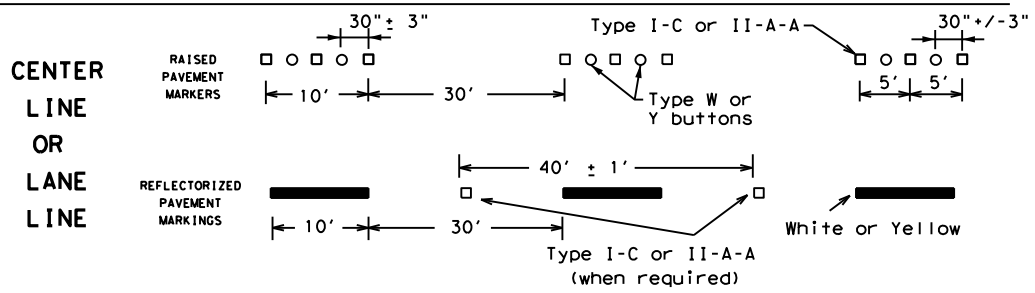 30" ± 3"
Type I-C or II-A-A
30"+/-3"
CENTER
LINE
OR
LANE
LINE
RAISED
PAVEMENT
MARKERS
10'
30'
Type W or
Y buttons
5'
5'
REFLECTORIZED
PAVEMENT
MARKINGS
40' ± 1'
10'
30'
Type I-C or II-A-A
(when required)
White or Yellow